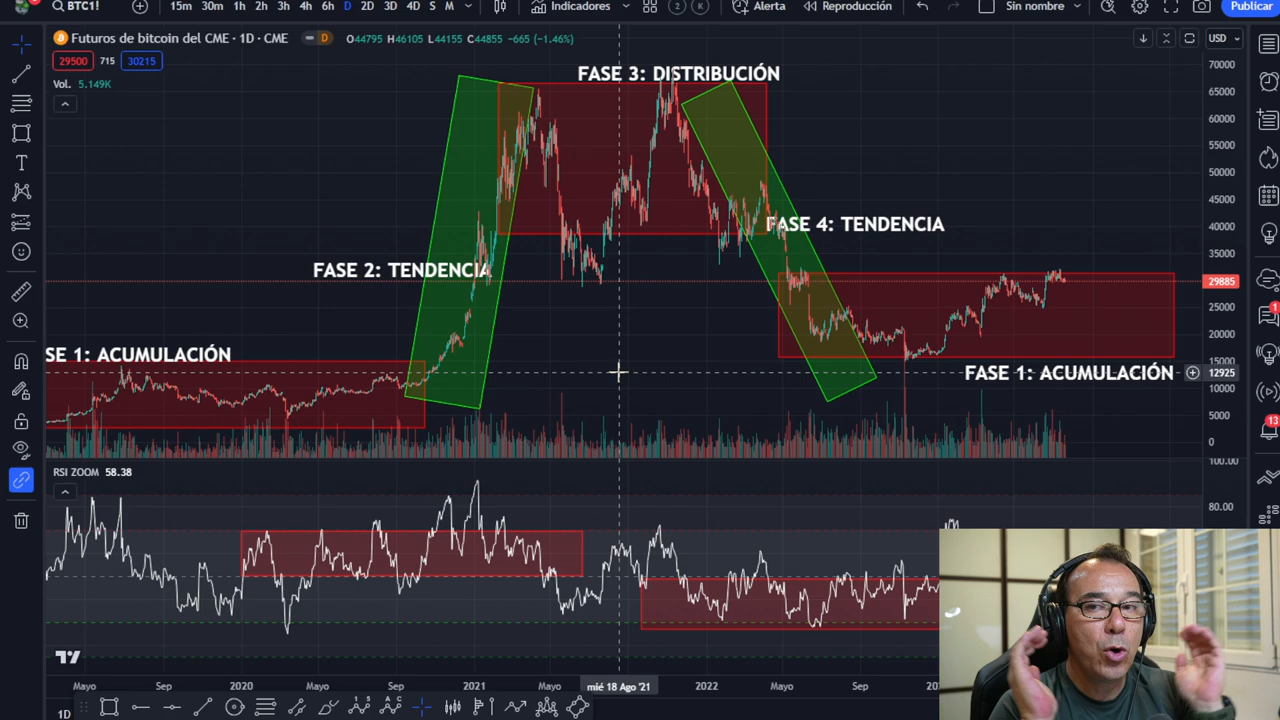 BTC1!
15m 30m 1h 2h 3h 4h 6h D 2D 3D 4D S M
Indicadores
2 K
Alerta
Reproducción
Sin nombre
Publicar
Futuros de bitcoin del CME · 1D · CME
D
O44795 H46105 L44155 C44855 -665 (-1.46%)
USD
29500 715 30215
Vol. 5.149K
FASE 3: DISTRIBUCIÓN
FASE 2: TENDENCIA
FASE 4: TENDENCIA
SE 1: ACUMULACIÓN
FASE 1: ACUMULACIÓN
70000
65000
60000
55000
50000
45000
40000
35000
29885
25000
20000
15000
12925
10000
5000
0
1
13
RSI ZOOM 58.38
100.00
80.00
Mayo Sep 2020 Mayo Sep 2021 Mayo mié 18 Ago '21 2022 Mayo Sep
1D